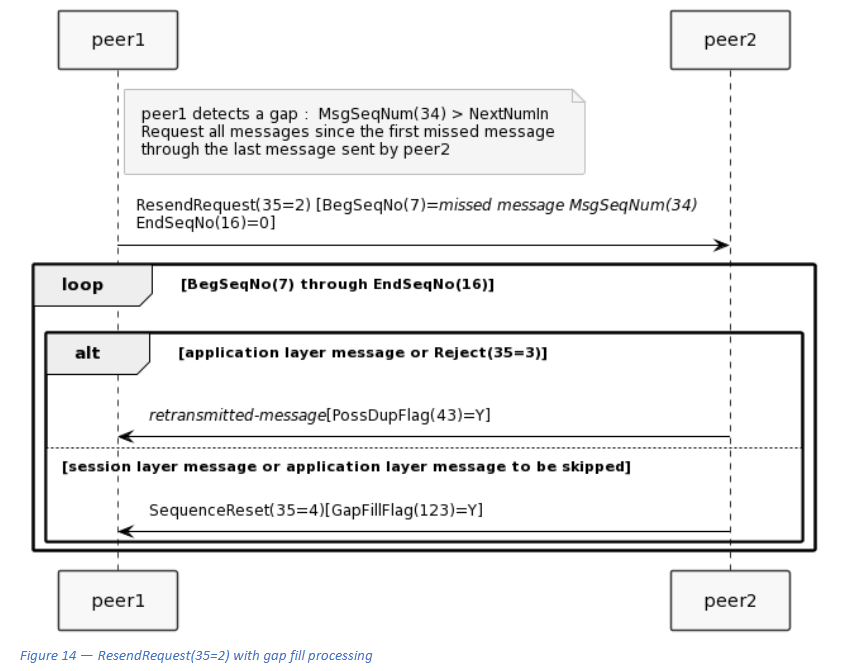 peer1
peer2
peer1 detects a gap :  MsgSeqNum(34) > NextNumIn
Request all messages since the first missed message
through the last message sent by peer2
ResendRequest(35=2) [BegSeqNo(7)=missed message MsgSeqNum(34)
EndSeqNo(16)=0]
loop
[BegSeqNo(7) through EndSeqNo(16)]
alt
[application layer message or Reject(35=3)]
retransmitted-message[PossDupFlag(43)=Y]
[session layer message or application layer message to be skipped]
SequenceReset(35=4)[GapFillFlag(123)=Y]
peer1
peer2
Figure 14 — ResendRequest(35=2) with gap fill processing